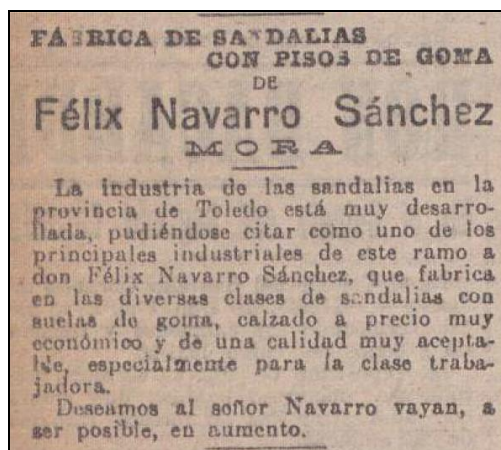 FÁBRICA DE SANDALIAS
CON PISOS DE GOMA
DE
Félix Navarro Sánchez
MORA
La industria de las sandalias en la
provincia de Toledo está muy desarro-
llada, pudiéndose citar como uno de los
principales industriales de este ramo a
don Félix Navarro Sánchez, que fabrica
en las diversas clases de sandalias con
suelas de goma, calzado a precio muy
económico y de una calidad muy acepta-
ble, especialmente para la clase traba-
jadora.
Deseamos al señor Navarro vayan, a
ser posible, en aumento.